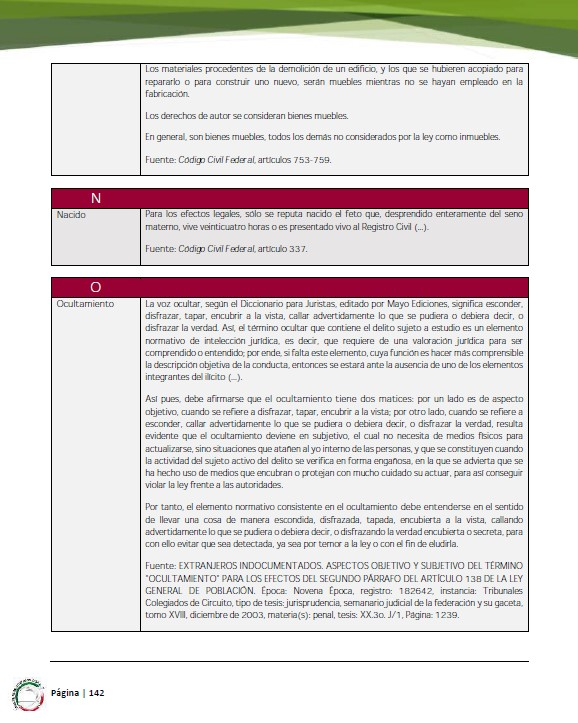 Los materiales procedentes de la demolición de un edificio, y los que se hubieren acopiado para
repararlo o para construir uno nuevo, serán muebles mientras no se hayan empleado en la
fabricación.
Los derechos de autor se consideran bienes muebles.
En general, son bienes muebles, todos los demás no considerados por la ley como inmuebles.
Fuente: Código Civil Federal, artículos 753-759.
N
Nacido
Para los efectos legales, sólo se reputa nacido el feto que, desprendido enteramente del seno
materno, vive veinticuatro horas o es presentado vivo al Registro Civil (...).
Fuente: Código Civil Federal, artículo 337.
O
Ocultamiento
La voz ocultar, según el Diccionario para Juristas, editado por Mayo Ediciones, significa esconder,
disfrazar, tapar, encubrir a la vista, callar advertidamente lo que se pudiera o debiera decir, o
disfrazar la verdad. Así, el término ocultar que contiene el delito sujeto a estudio es un elemento
normativo de intelección jurídica, es decir, que requiere de una valoración jurídica para ser
comprendido o entendido; por ende, si falta este elemento, cuya función es hacer más comprensible
la descripción objetiva de la conducta, entonces se estará ante la ausencia de uno de los elementos
integrantes del ilícito (...).
Así pues, debe afirmarse que el ocultamiento tiene dos matices: por un lado es de aspecto
objetivo, cuando se refiere a disfrazar, tapar, encubrir a la vista; por otro lado, cuando se refiere a
esconder, callar advertidamente lo que se pudiera o debiera decir, o disfrazar la verdad, resulta
evidente que el ocultamiento deviene en subjetivo, el cual no necesita de medios físicos para
actualizarse, sino situaciones que atañen al yo interno de las personas, y que se constituyen cuando
la actividad del sujeto activo del delito se verifica en forma engañosa, en la que se advierta que se
ha hecho uso de medios que encubran o protejan con mucho cuidado su actuar, para así conseguir
violar la ley frente a las autoridades.
Por tanto, el elemento normativo consistente en el ocultamiento debe entenderse en el sentido
de llevar una cosa de manera escondida, disfrazada, tapada, encubierta a la vista, callando
advertidamente lo que se pudiera o debiera decir, o disfrazando la verdad encubierta o secreta, para
con ello evitar que sea detectada, ya sea por temor a la ley o con el fin de eludirla.
Fuente: EXTRANJEROS INDOCUMENTADOS. ASPECTOS OBJETIVO Y SUBJETIVO DEL TÉRMINO
"OCULTAMIENTO" PARA LOS EFECTOS DEL SEGUNDO PÁRRAFO DEL ARTÍCULO 138 DE LA LEY
GENERAL DE POBLACIÓN. Época: Novena Época, registro: 182642, instancia: Tribunales
Colegiados de Circuito, tipo de tesis: jurisprudencia, semanario judicial de la federación y su gaceta,
tomo XVIII, diciembre de 2003, materia(s): penal, tesis: XX.3o. J/1, Página: 1239.
Página | 142